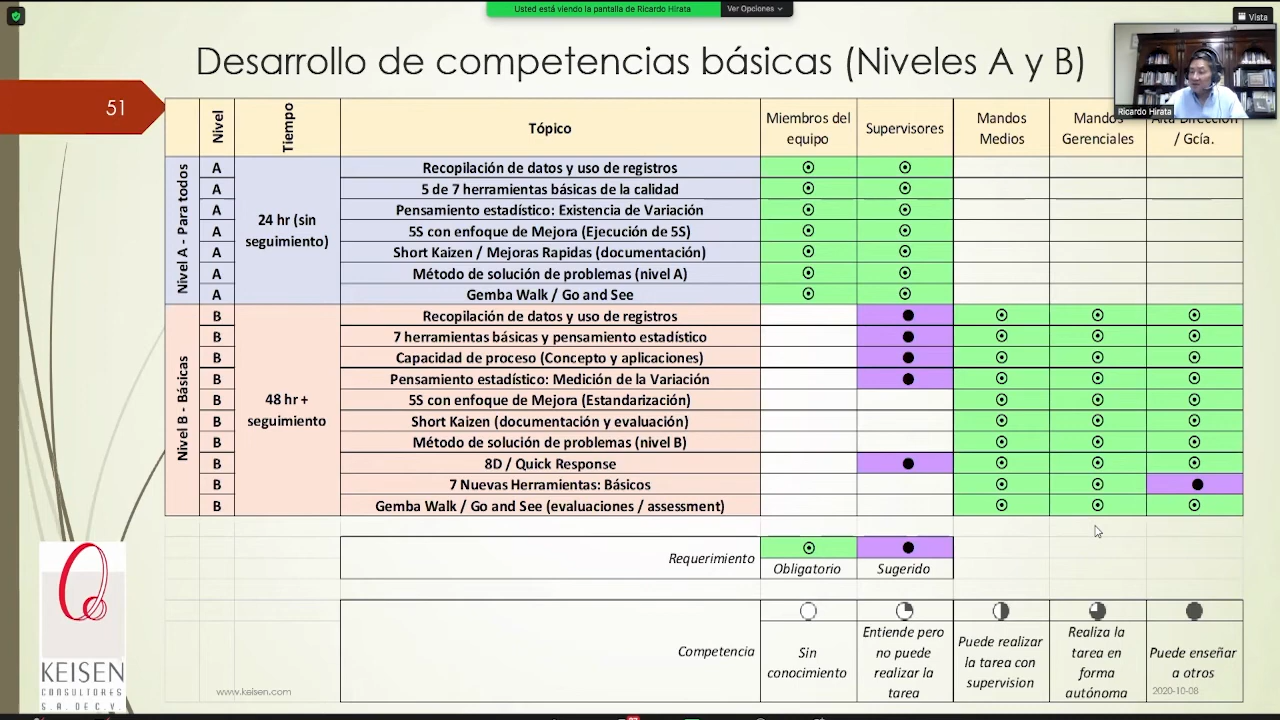 Usted está viendo la pantalla de Ricardo Hirata
Ver Opciones
Vista
Desarrollo de competencias básicas (Niveles A y B)
51
Ricardo Hirata
Nivel
Tiempo
Tópico
Miembros del equipo
Supervisores
Mandos Medios
Mandos Gerenciales
Alta Dirección / Gcía.
Nivel A - Para todos
24 hr (sin seguimiento)
A Recopilación de datos y uso de registros
A 5 de 7 herramientas básicas de la calidad
A Pensamiento estadístico: Existencia de Variación
A 5S con enfoque de Mejora (Ejecución de 5S)
A Short Kaizen / Mejoras Rapidas (documentación)
A Método de solución de problemas (nivel A)
A Gemba Walk / Go and See
Nivel B - Básicas
48 hr + seguimiento
B Recopilación de datos y uso de registros
B 7 herramientas básicas y pensamiento estadístico
B Capacidad de proceso (Concepto y aplicaciones)
B Pensamiento estadístico: Medición de la Variación
B 5S con enfoque de Mejora (Estandarización)
B Short Kaizen (documentación y evaluación)
B Método de solución de problemas (nivel B)
B 8D / Quick Response
B 7 Nuevas Herramientas: Básicos
B Gemba Walk / Go and See (evaluaciones / assessment)
Requerimiento
Obligatorio
Sugerido
Competencia
Sin conocimiento
Entiende pero no puede realizar la tarea
Puede realizar la tarea con supervision
Realiza la tarea en forma autónoma
Puede enseñar a otros
KEISEN
CONSULTORES
S.A. DE C.V.
www.keisen.com
2020-10-08